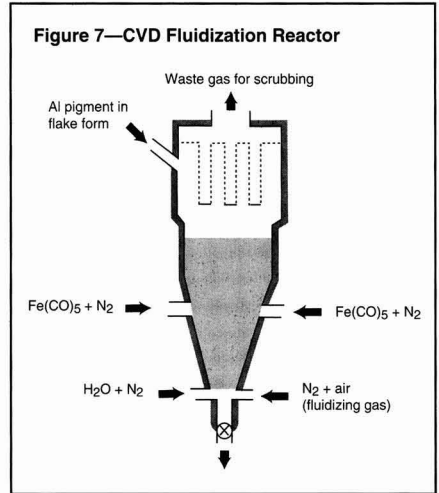 Figure 7—CVD Fluidization Reactor
Waste gas for scrubbing
Al pigment in
flake form
Fe(CO)5 + N2
Fe(CO)5 + N2
H2O + N2
N2 + air
(fluidizing gas)